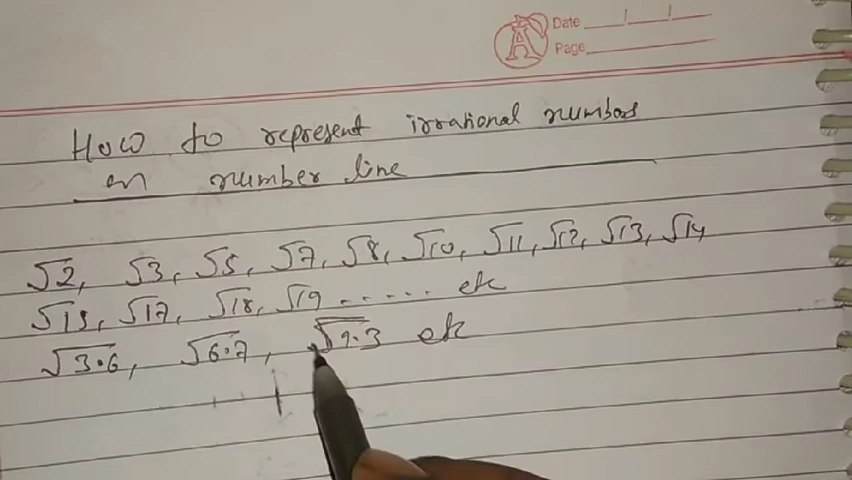 Date
Page
How to represent irrational numbers
on number line
√2, √3, √5, √7, √8, √10, √11, √12, √13, √14,
√15, √17, √18, √19 ...... etc
√3.6, √6.7, √9.3 etc